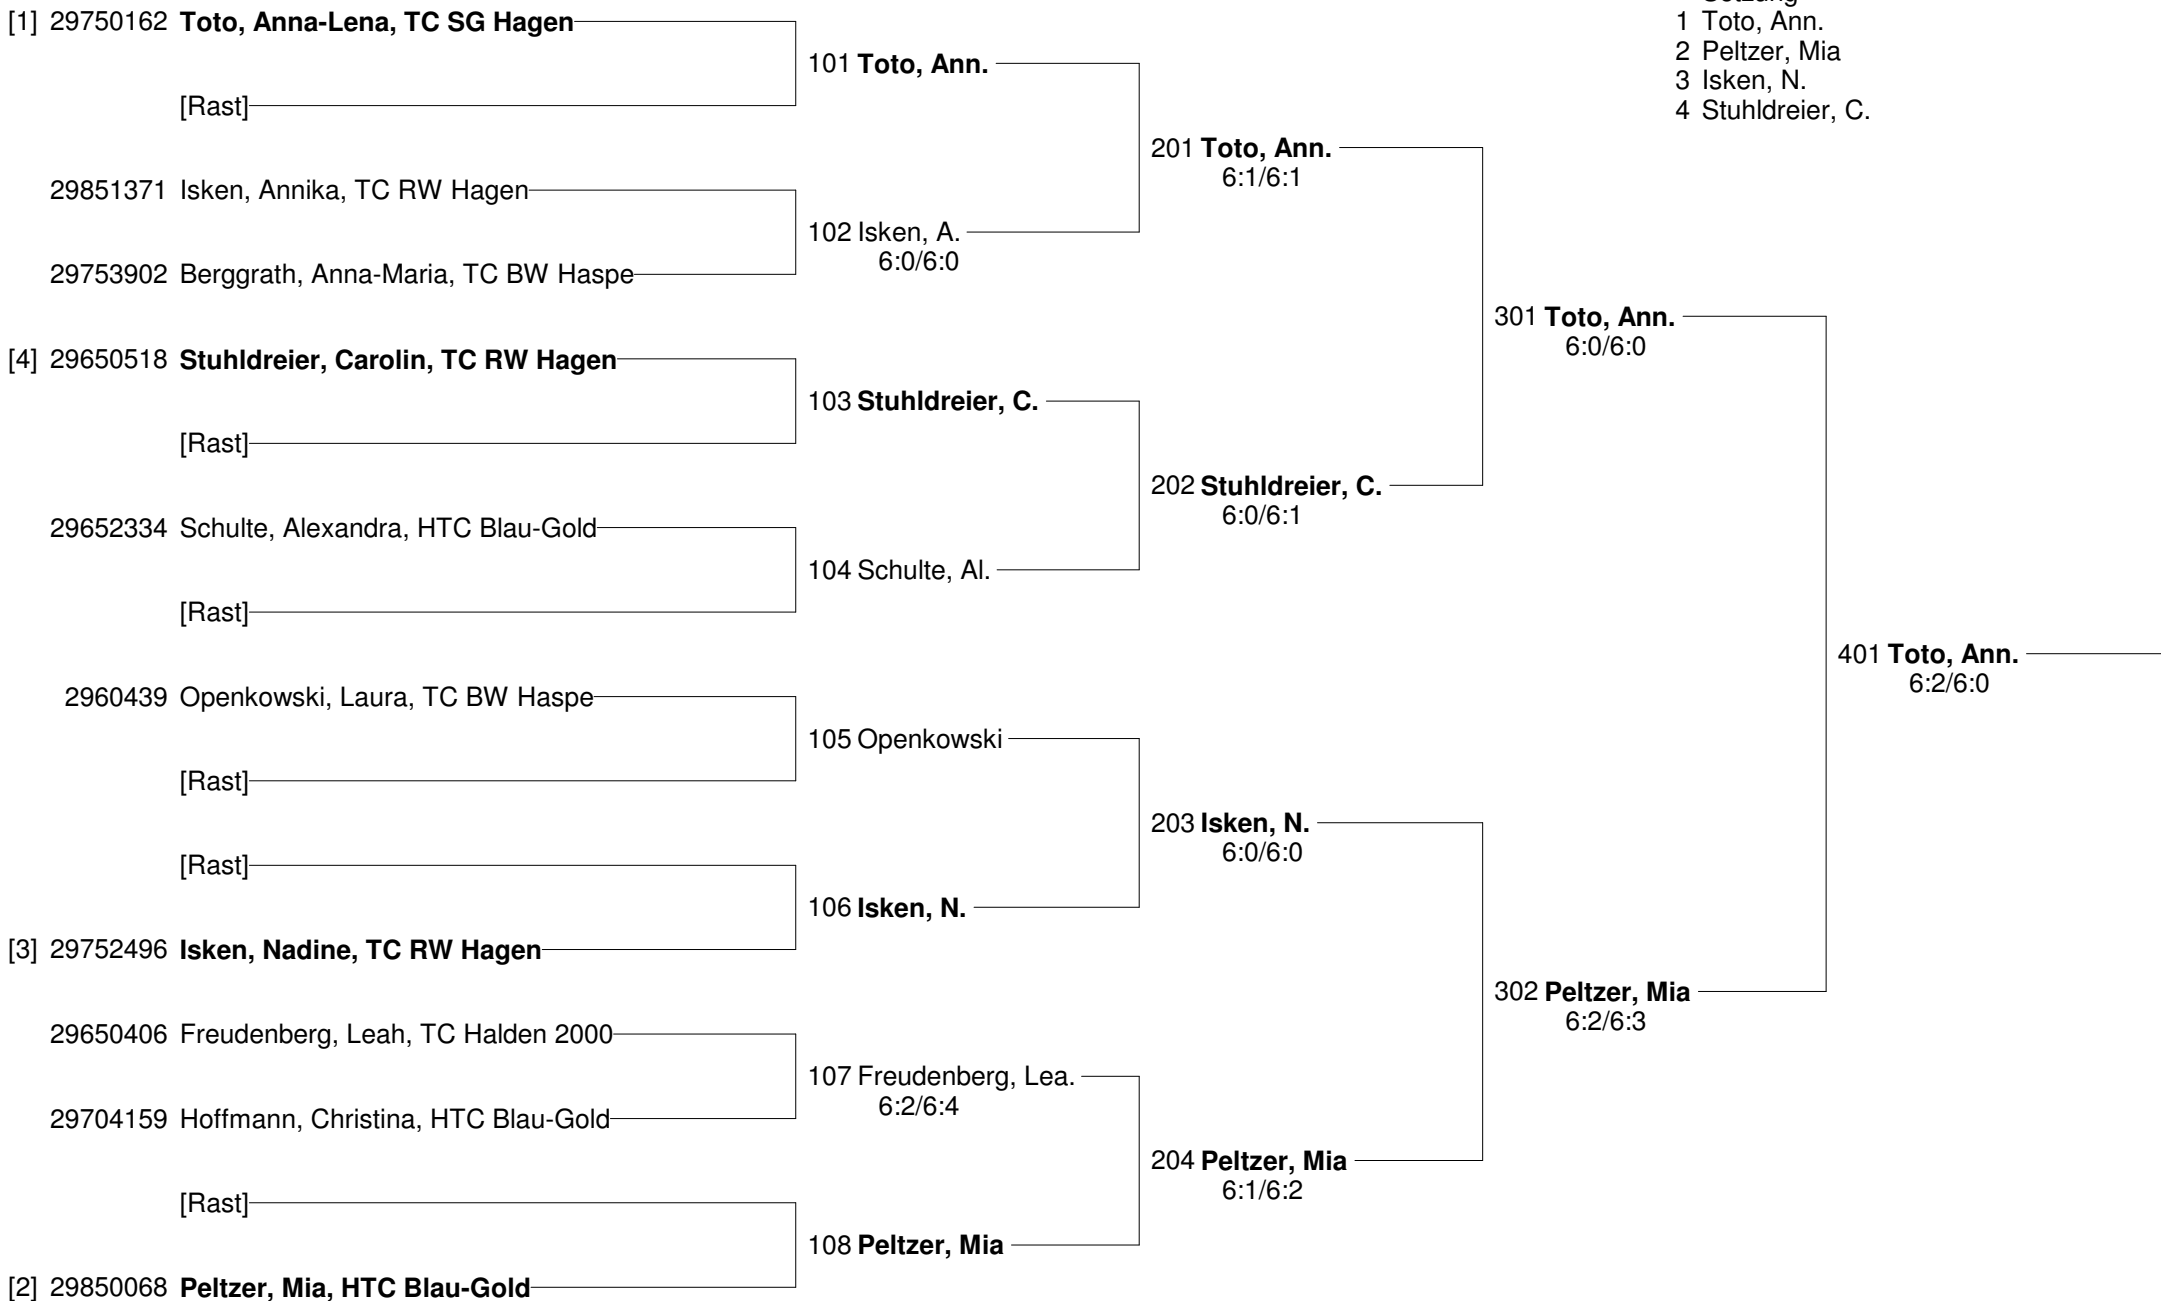 Setzung
1 Toto, Ann.
2 Peltzer, Mia
3 Isken, N.
4 Stuhldreier, C.
[1] 29750162 Toto, Anna-Lena, TC SG Hagen
[Rast]
29851371 Isken, Annika, TC RW Hagen
29753902 Berggrath, Anna-Maria, TC BW Haspe
[4] 29650518 Stuhldreier, Carolin, TC RW Hagen
[Rast]
29652334 Schulte, Alexandra, HTC Blau-Gold
[Rast]
2960439 Openkowski, Laura, TC BW Haspe
[Rast]
[Rast]
[3] 29752496 Isken, Nadine, TC RW Hagen
29650406 Freudenberg, Leah, TC Halden 2000
29704159 Hoffmann, Christina, HTC Blau-Gold
[Rast]
[2] 29850068 Peltzer, Mia, HTC Blau-Gold
101 Toto, Ann.
102 Isken, A.
6:0/6:0
103 Stuhldreier, C.
104 Schulte, Al.
105 Openkowski
106 Isken, N.
107 Freudenberg, Lea.
6:2/6:4
108 Peltzer, Mia
201 Toto, Ann.
6:1/6:1
202 Stuhldreier, C.
6:0/6:1
203 Isken, N.
6:0/6:0
204 Peltzer, Mia
6:1/6:2
301 Toto, Ann.
6:0/6:0
302 Peltzer, Mia
6:2/6:3
401 Toto, Ann.
6:2/6:0